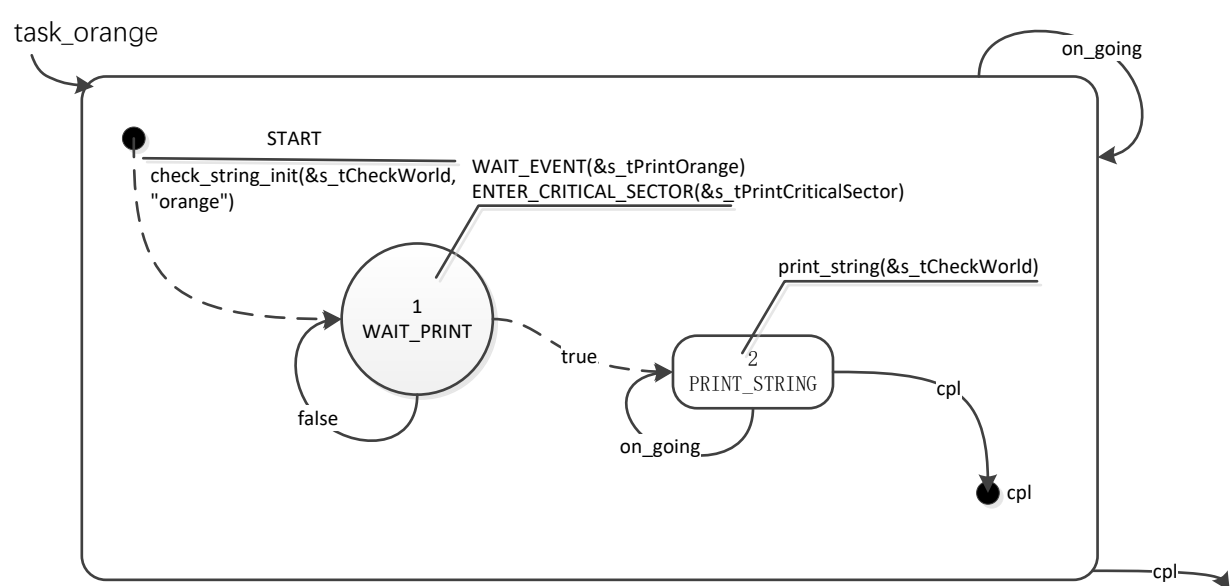 task_orange
on_going
START
check_string_init(&s_tCheckWorld,
"orange")
WAIT_EVENT(&s_tPrintOrange)
ENTER_CRITICAL_SECTOR(&s_tPrintCriticalSector)
print_string(&s_tCheckWorld)
1
WAIT_PRINT
true
2
PRINT_STRING
cpl
false
on_going
cpl
cpl